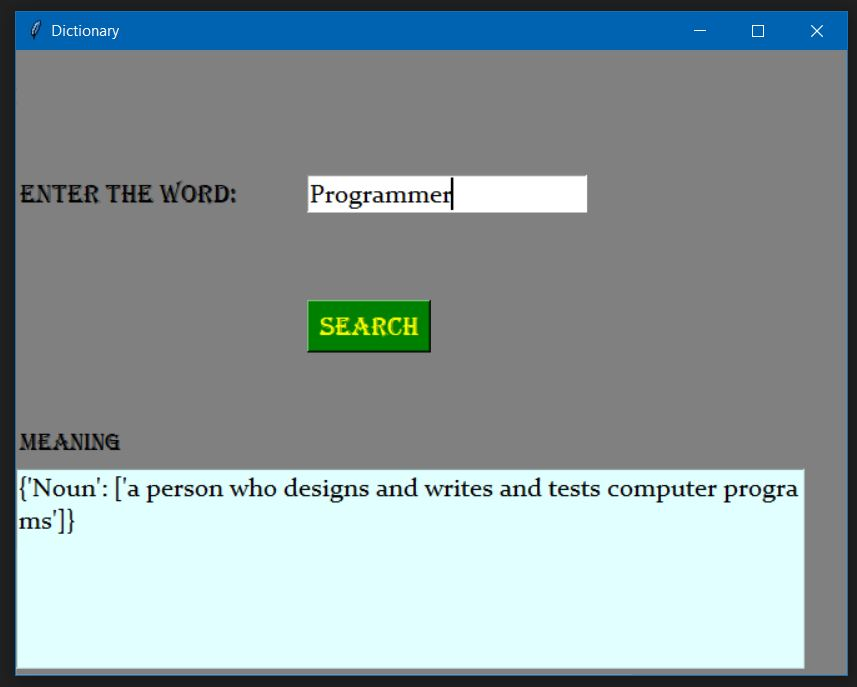 Dictionary
ENTER THE WORD:
Programmer
SEARCH
MEANING
{'Noun': ['a person who designs and writes and tests computer progra
ms']}